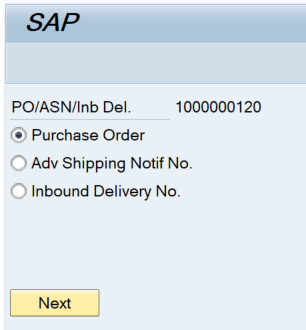 SAP
PO/ASN/Inb Del. 1000000120
Purchase Order
Adv Shipping Notif No.
Inbound Delivery No.
Next